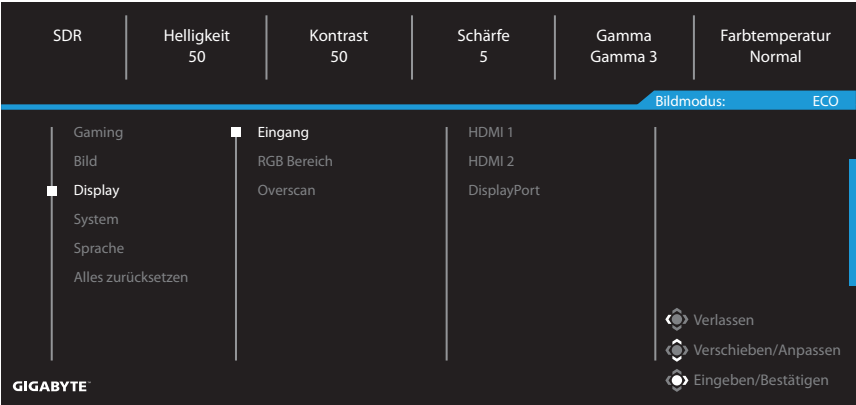 SDR
Helligkeit
50
Kontrast
50
Schärfe
5
Gamma
Gamma 3
Farbtemperatur
Normal
Bildmodus: ECO
Gaming
Bild
Display
System
Sprache
Alles zurücksetzen
Eingang
RGB Bereich
Overscan
HDMI 1
HDMI 2
DisplayPort
Verlassen
Verschieben/Anpassen
Eingeben/Bestätigen
GIGABYTE™